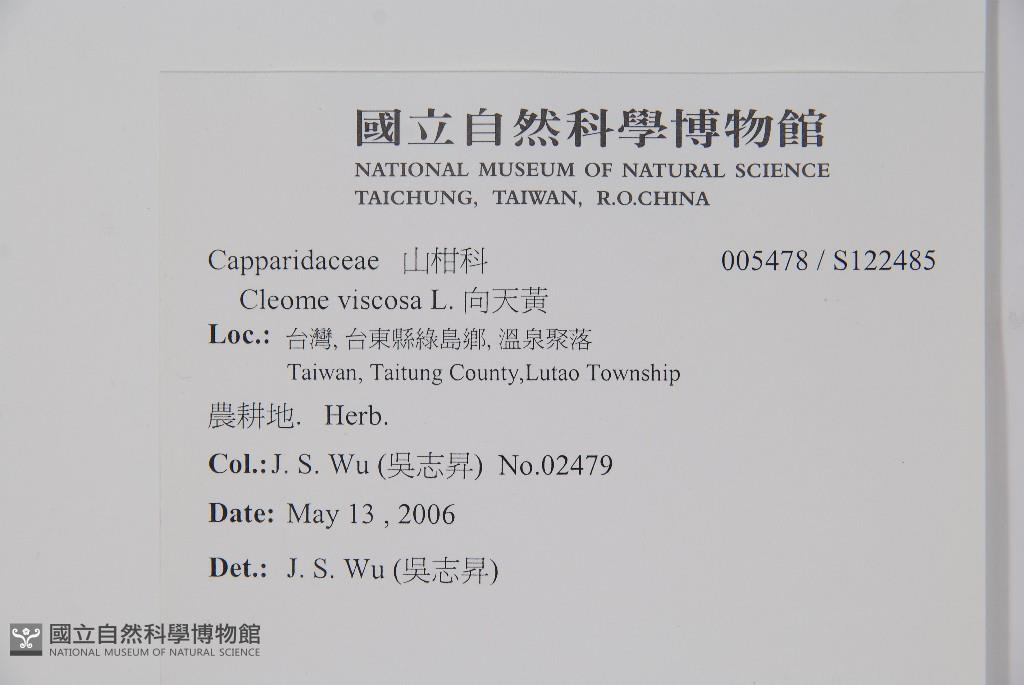 國立自然科學博物館
NATIONAL MUSEUM OF NATURAL SCIENCE
TAICHUNG, TAIWAN, R.O.CHINA
Capparidaceae 山柑科 005478 / S122485
Cleome viscosa L. 向天黃
Loc.: 台灣, 台東縣綠島鄉, 溫泉聚落
Taiwan, Taitung County,Lutao Township
農耕地. Herb.
Col.: J. S. Wu (吳志昇) No.02479
Date: May 13 , 2006
Det.: J. S. Wu (吳志昇)
國立自然科學博物館
NATIONAL MUSEUM OF NATURAL SCIENCE